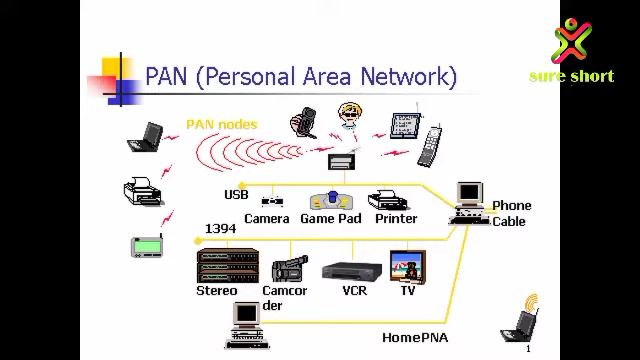 sure short
PAN (Personal Area Network)
PAN nodes
USB
Camera
Game Pad
Printer
Phone
Cable
1394
Stereo
Camcor
der
VCR
TV
HomePNA
1